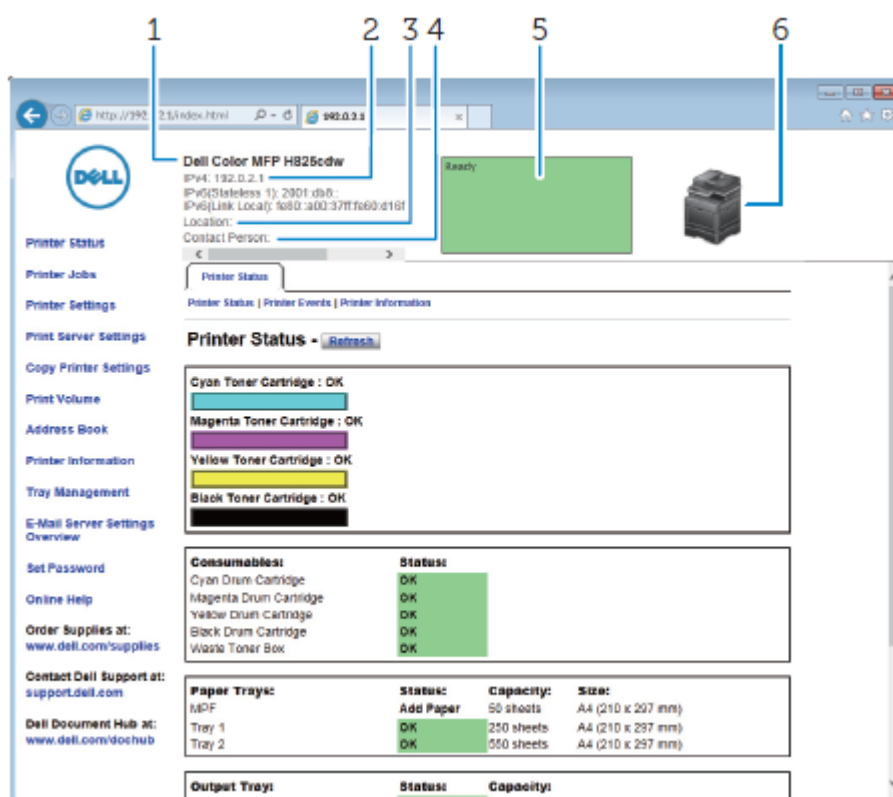 1 2 3 4 5 6
http://192. 2.1/index.html 192.0.2.1
DELL
Dell Color MFP H825cdw
IPv4: 192.0.2.1
IPv6(Stateless 1): 2001:db8::
IPv6(Link Local): fe80::a00:37ff:fe60:d16f
Location:
Contact Person:
Ready
Printer Status
Printer Jobs
Printer Settings
Print Server Settings
Copy Printer Settings
Print Volume
Address Book
Printer Information
Tray Management
E-Mail Server Settings
Overview
Set Password
Online Help
Order Supplies at:
www.dell.com/supplies
Contact Dell Support at:
support.dell.com
Dell Document Hub at:
www.dell.com/dochub
Printer Status
Printer Status | Printer Events | Printer Information
Printer Status - Refresh
Cyan Toner Cartridge : OK
Magenta Toner Cartridge : OK
Yellow Toner Cartridge : OK
Black Toner Cartridge : OK
Consumables: Status:
Cyan Drum Cartridge OK
Magenta Drum Cartridge OK
Yellow Drum Cartridge OK
Black Drum Cartridge OK
Waste Toner Box OK
Paper Trays: Status: Capacity: Size:
MPF Add Paper 50 sheets A4 (210 x 297 mm)
Tray 1 OK 250 sheets A4 (210 x 297 mm)
Tray 2 OK 550 sheets A4 (210 x 297 mm)
Output Tray: Status: Capacity: